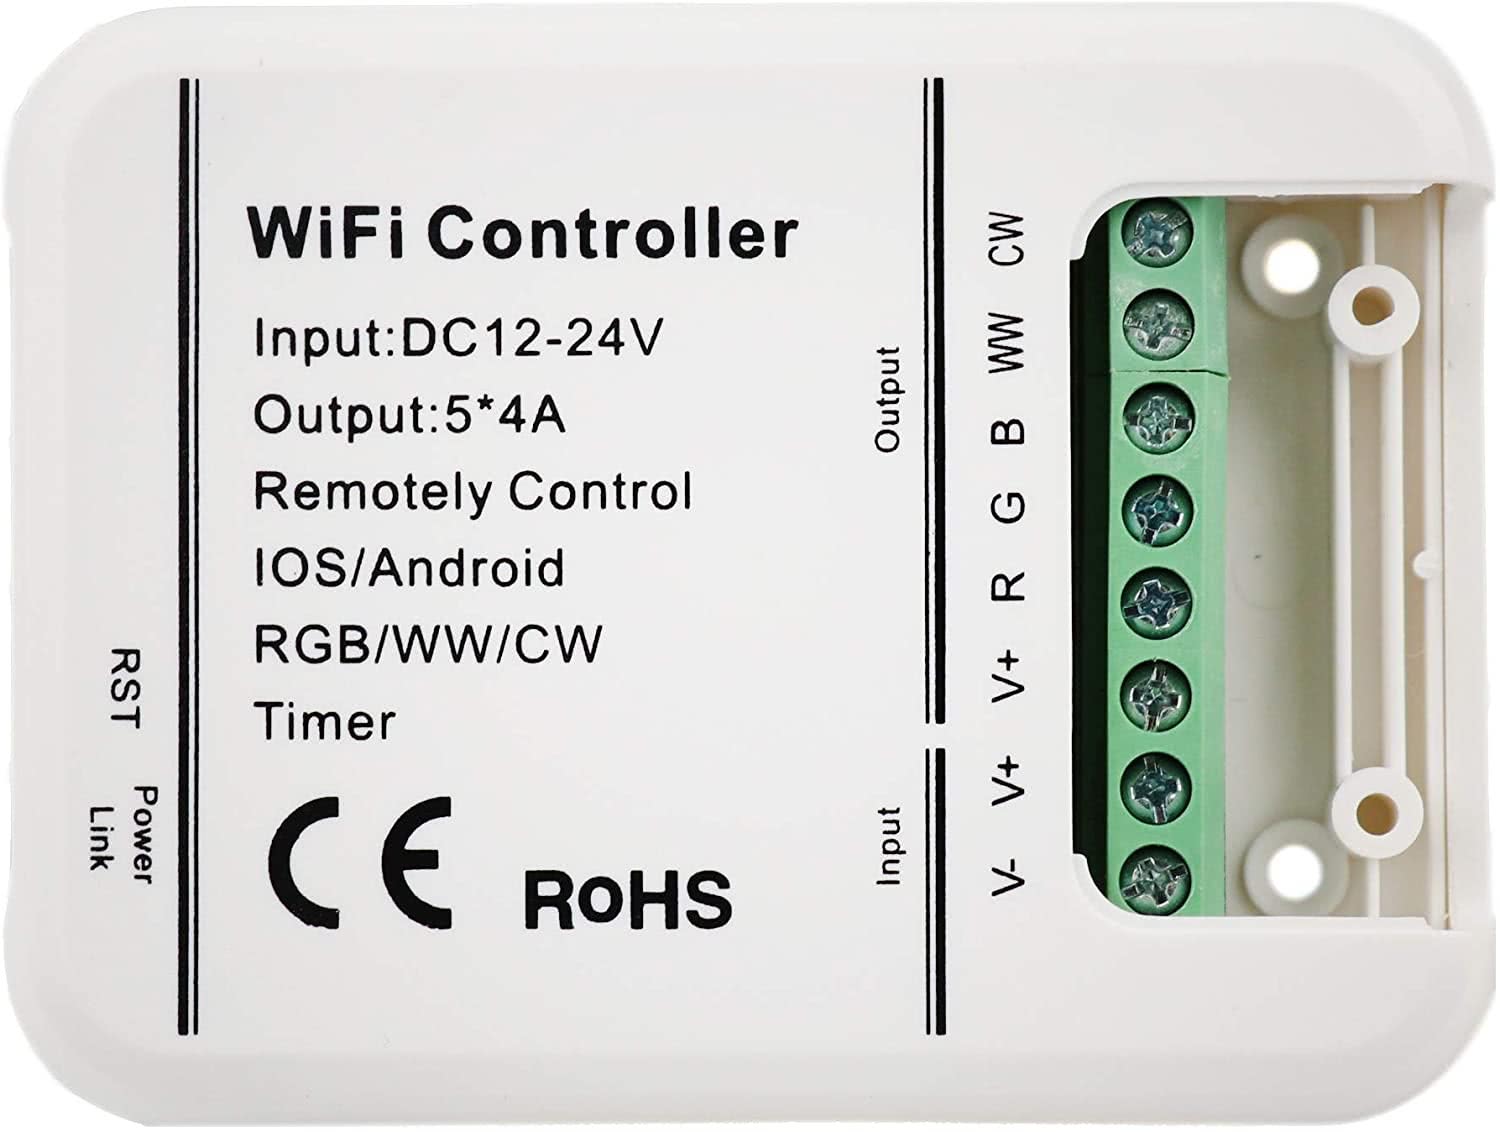 WiFi Controller
Input:DC12-24V
Output:5*4A
Remotely Control
IOS/Android
RGB/WW/CW
Timer
CE RoHS
RST
Power
Link
Output
Input
CW
WW
B
G
R
V+
V+
V-